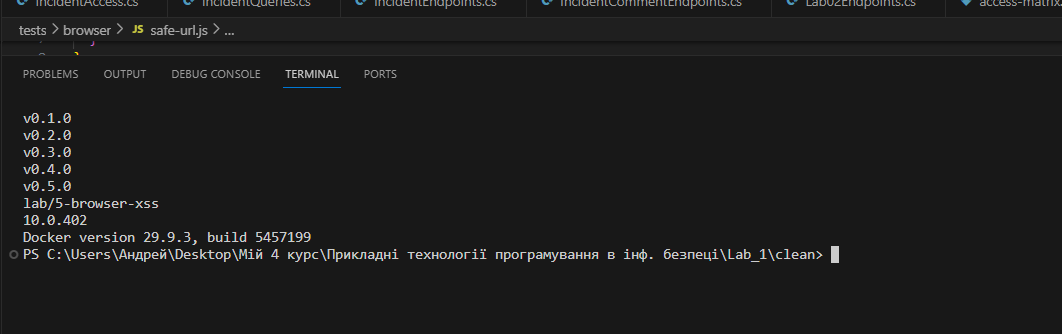 IncidentAccess.cs IncidentQueries.cs IncidentEndpoints.cs IncidentCommentEndpoints.cs Lab02Endpoints.cs access-matrix
tests > browser > JS safe-url.js > ...
PROBLEMS OUTPUT DEBUG CONSOLE TERMINAL PORTS
v0.1.0
v0.2.0
v0.3.0
v0.4.0
v0.5.0
lab/5-browser-xss
10.0.402
Docker version 29.9.3, build 5457199
PS C:\Users\Андрей\Desktop\Мій 4 курс\Прикладні технології програмування в інф. безпеці\Lab_1\clean>